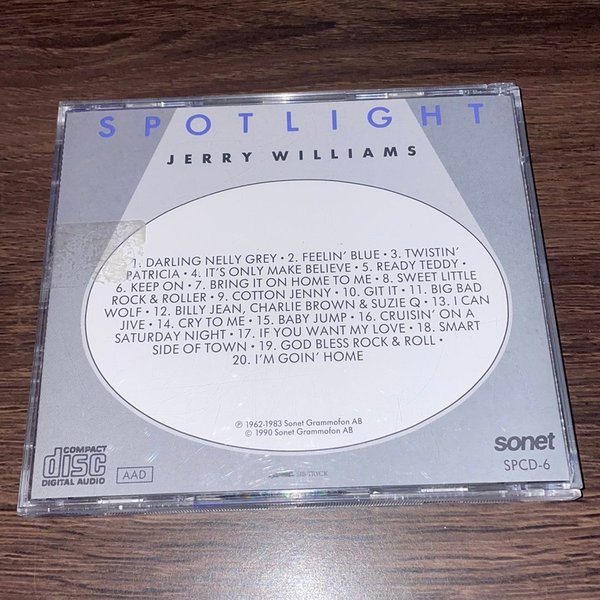 SPOTLIGHT
JERRY WILLIAMS
1. DARLING NELLY GREY • 2. FEELIN' BLUE • 3. TWISTIN'
PATRICIA • 4. IT'S ONLY MAKE BELIEVE • 5. READY TEDDY •
6. KEEP ON • 7. BRING IT ON HOME TO ME • 8. SWEET LITTLE
ROCK & ROLLER • 9. COTTON JENNY • 10. GIT IT • 11. BIG BAD
WOLF • 12. BILLY JEAN, CHARLIE BROWN & SUZIE Q • 13. I CAN
JIVE • 14. CRY TO ME • 15. BABY JUMP • 16. CRUISIN' ON A
SATURDAY NIGHT • 17. IF YOU WANT MY LOVE • 18. SMART
SIDE OF TOWN • 19. GOD BLESS ROCK & ROLL •
20. I'M GOIN' HOME
℗ 1962-1983 Sonet Grammofon AB
© 1990 Sonet Grammofon AB
COMPACT
disc
DIGITAL AUDIO
AAD
sonet
SPCD-6